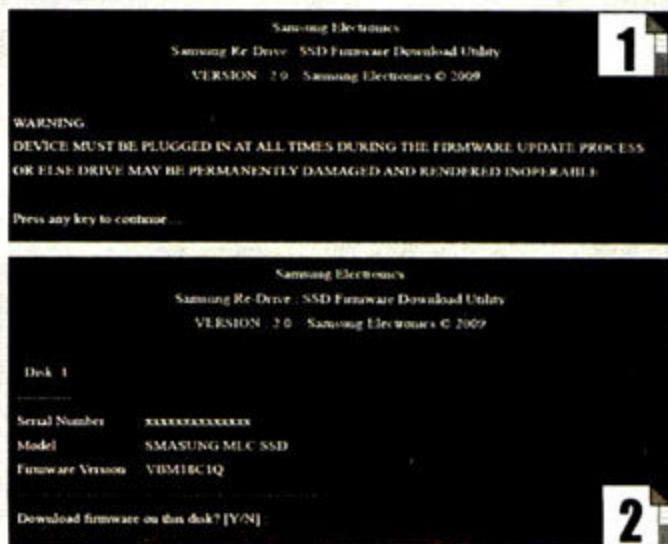 Samsung Electronics
Samsung Re-Drive : SSD Firmware Download Utility
VERSION : 2.0 Samsung Electronics © 2009
1
WARNING.
DEVICE MUST BE PLUGGED IN AT ALL TIMES DURING THE FIRMWARE UPDATE PROCESS
OR ELSE DRIVE MAY BE PERMANENTLY DAMAGED AND RENDERED INOPERABLE
Press any key to continue....
Samsung Electronics
Samsung Re-Drive : SSD Firmware Download Utility
VERSION : 2.0 Samsung Electronics © 2009
Disk 1
----------
Serial Number xxxxxxxxxxxxxx
Model SMASUNG MLC SSD
Firmware Version VBM18C1Q
Download firmware on this disk? [Y/N] :
2